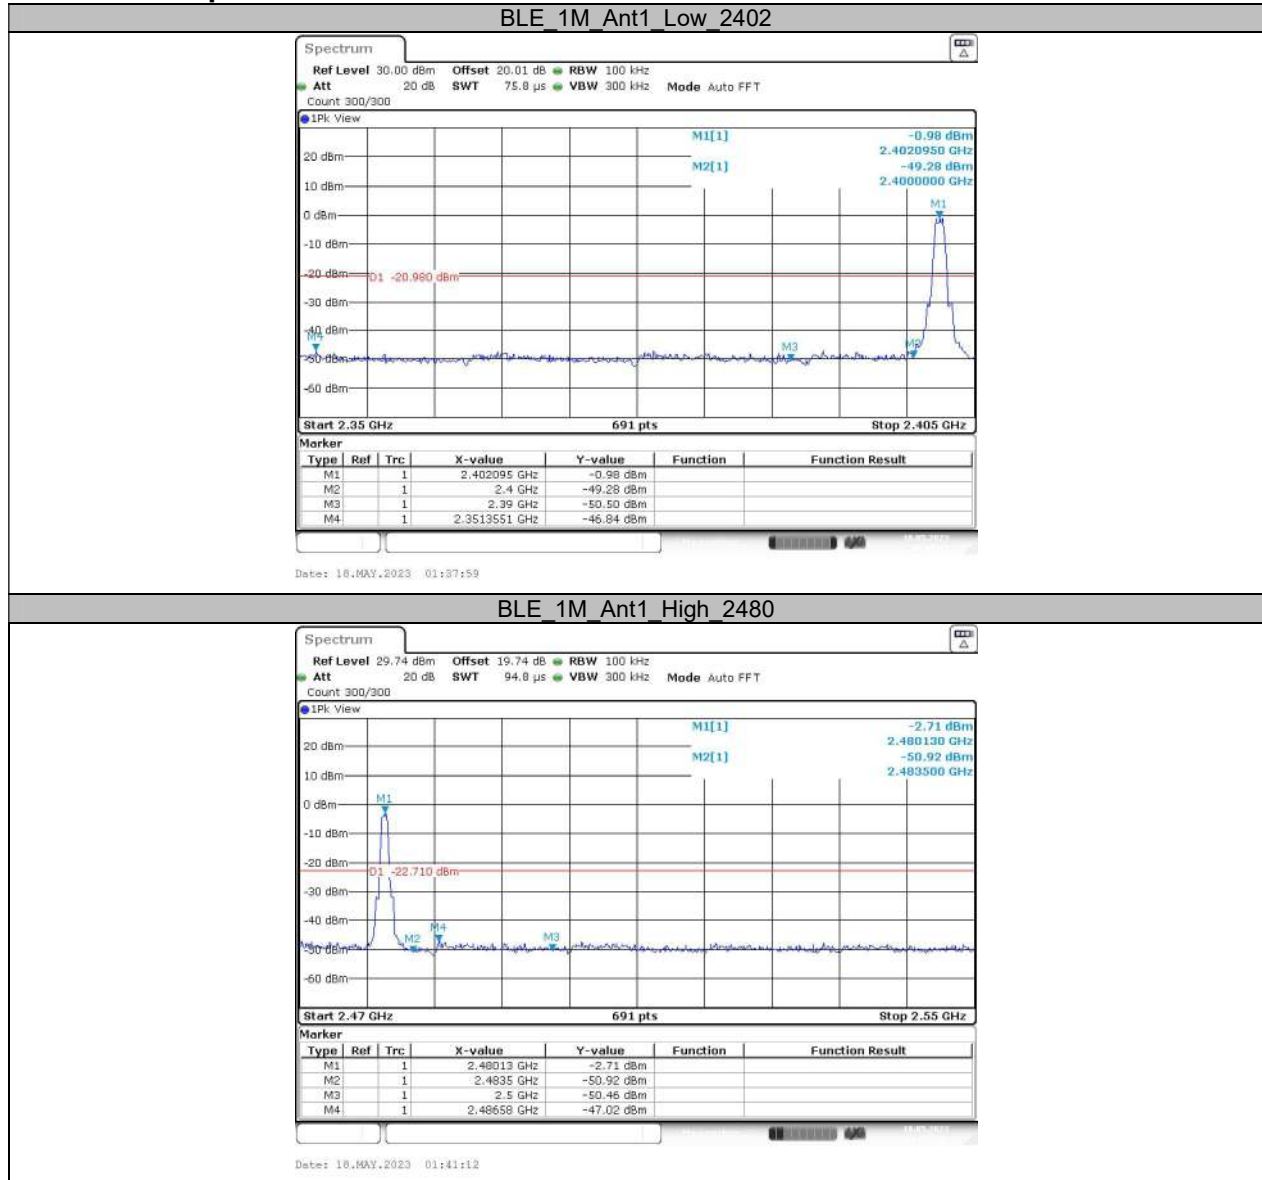 BLE_1M_Ant1_Low_2402
Spectrum
Ref Level 30.00 dBm Offset 20.01 dB RBW 100 kHz
Att 20 dB SWT 75.8 µs VBW 300 kHz Mode Auto FFT
Count 300/300
1Pk View
M1[1] -0.98 dBm
2.4020950 GHz
M2[1] -49.28 dBm
2.4000000 GHz
20 dBm
10 dBm
M1
0 dBm
-10 dBm
-20 dBm
D1 -20.980 dBm
-30 dBm
-40 dBm
M4
M3
M2
-50 dBm
-60 dBm
Start 2.35 GHz 691 pts Stop 2.405 GHz
Marker
Type Ref Trc X-value Y-value Function Function Result
M1 1 2.402095 GHz -0.98 dBm
M2 1 2.4 GHz -49.28 dBm
M3 1 2.39 GHz -50.50 dBm
M4 1 2.3513551 GHz -46.84 dBm
Date: 18.MAY.2023 01:37:59
BLE_1M_Ant1_High_2480
Spectrum
Ref Level 29.74 dBm Offset 19.74 dB RBW 100 kHz
Att 20 dB SWT 94.8 µs VBW 300 kHz Mode Auto FFT
Count 300/300
1Pk View
M1[1] -2.71 dBm
2.480130 GHz
M2[1] -50.92 dBm
2.483500 GHz
20 dBm
10 dBm
0 dBm
M1
-10 dBm
-20 dBm
D1 -22.710 dBm
-30 dBm
-40 dBm
M4
M2 M3
-50 dBm
-60 dBm
Start 2.47 GHz 691 pts Stop 2.55 GHz
Marker
Type Ref Trc X-value Y-value Function Function Result
M1 1 2.48013 GHz -2.71 dBm
M2 1 2.4835 GHz -50.92 dBm
M3 1 2.5 GHz -50.46 dBm
M4 1 2.48658 GHz -47.02 dBm
Date: 18.MAY.2023 01:41:12